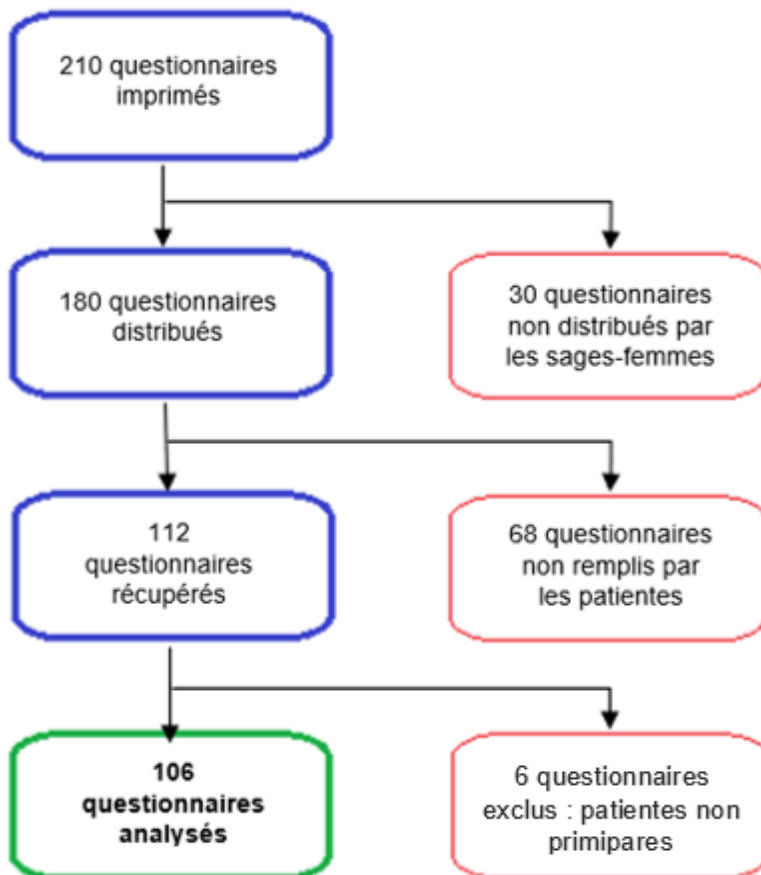 210 questionnaires
imprimés
180 questionnaires
distribués
30 questionnaires
non distribués par
les sages-femmes
112
questionnaires
récupérés
68 questionnaires
non remplis par
les patientes
106
questionnaires
analysés
6 questionnaires
exclus : patientes non
primipares